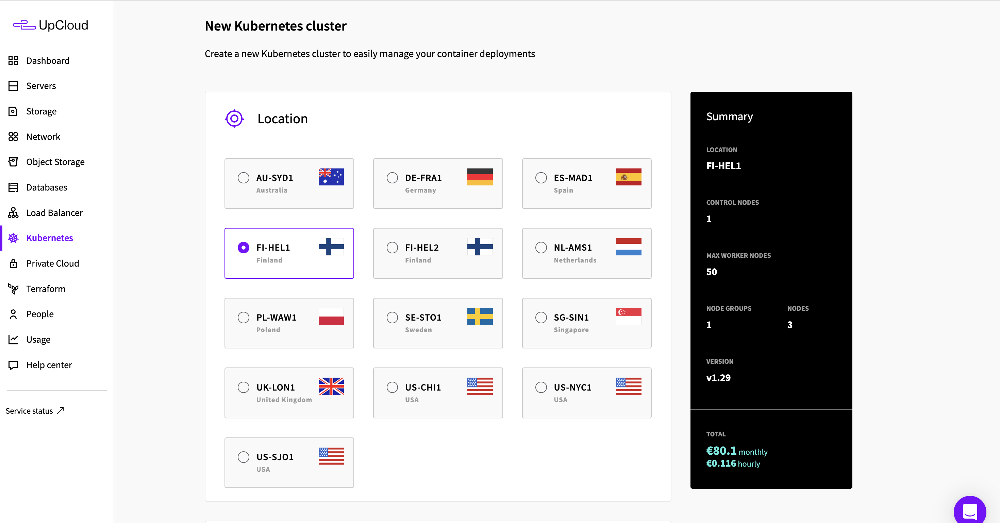 UpCloud
Dashboard
Servers
Storage
Network
Object Storage
Databases
Load Balancer
Kubernetes
Private Cloud
Terraform
People
Usage
Help center
Service status
New Kubernetes cluster
Create a new Kubernetes cluster to easily manage your container deployments
Location
AU-SYD1
Australia
DE-FRA1
Germany
ES-MAD1
Spain
FI-HEL1
Finland
FI-HEL2
Finland
NL-AMS1
Netherlands
PL-WAW1
Poland
SE-STO1
Sweden
SG-SIN1
Singapore
UK-LON1
United Kingdom
US-CHI1
USA
US-NYC1
USA
US-SJO1
USA
Summary
LOCATION
FI-HEL1
CONTROL NODES
1
MAX WORKER NODES
50
NODE GROUPS
1
NODES
3
VERSION
v1.29
TOTAL
€80.1 monthly
€0.116 hourly